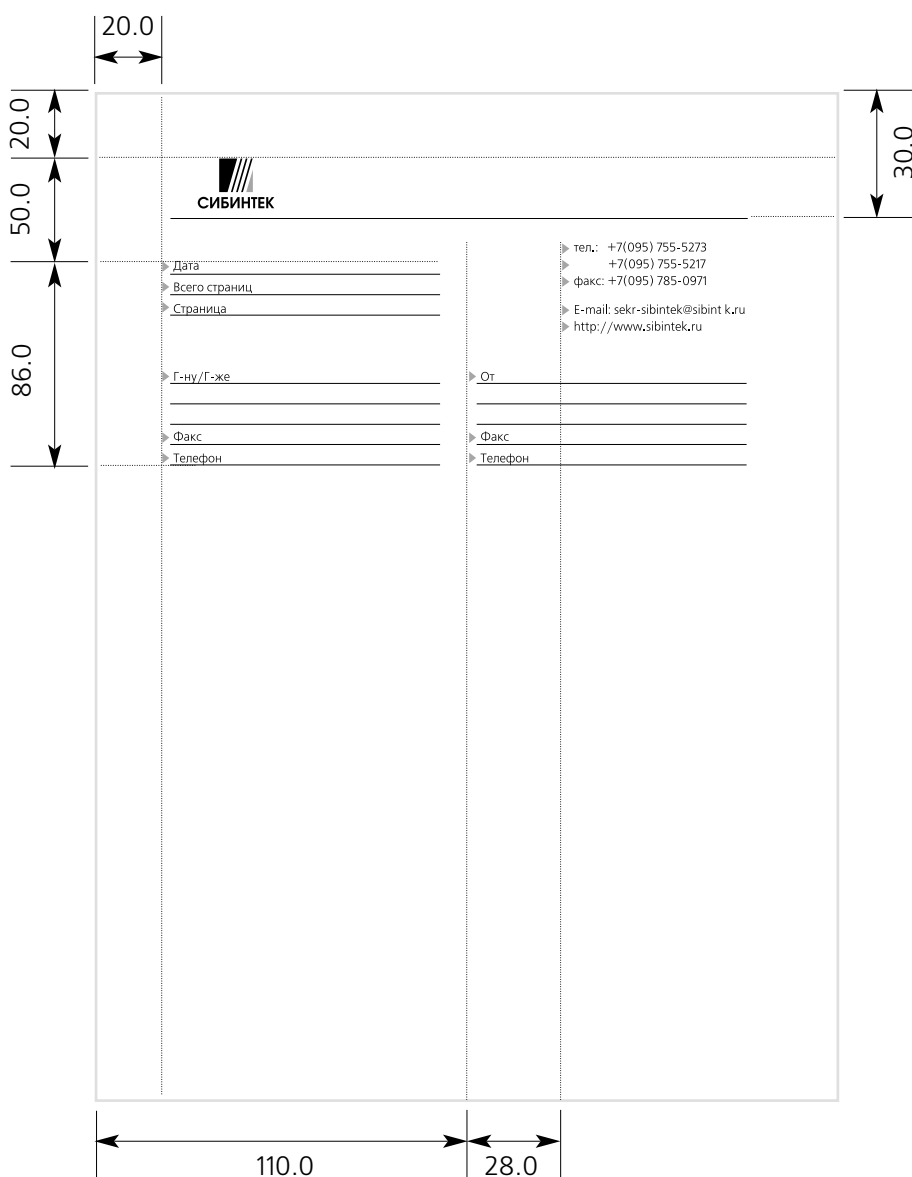 20.0
20.0
30.0
50.0
СИБИНТЕК
тел.: +7(095) 755-5273
+7(095) 755-5217
факс: +7(095) 785-0971
E-mail: sekr-sibintek@sibint k.ru
http://www.sibintek.ru
Дата
Всего страниц
Страница
86.0
Г-ну/Г-же
От
Факс
Факс
Телефон
Телефон
110.0
28.0